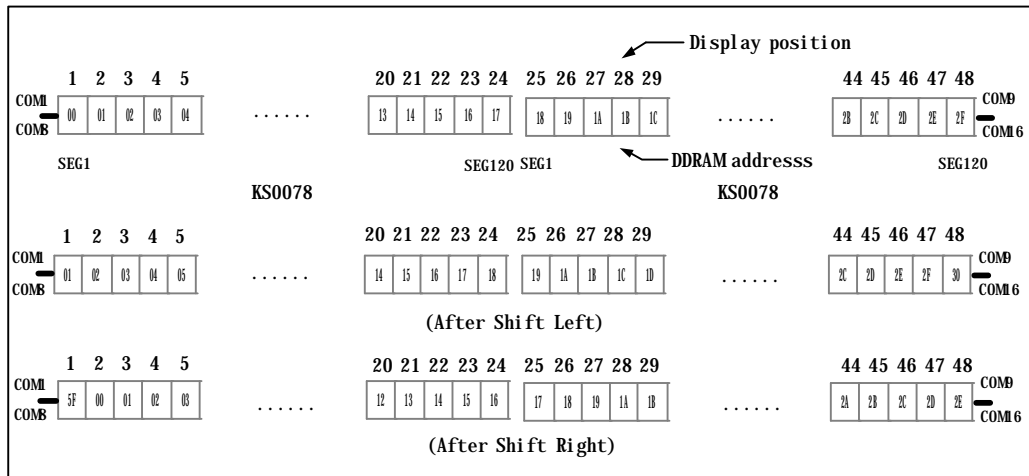 Display position
1 2 3 4 5 20 21 22 23 24 25 26 27 28 29 44 45 46 47 48
COM1 COM9
00 01 02 03 04 ...... 13 14 15 16 17 18 19 1A 1B 1C ...... 2B 2C 2D 2E 2F
COM8 COM16
SEG1 SEG120 SEG1 DDRAM addresss SEG120
KS0078 KS0078
1 2 3 4 5 20 21 22 23 24 25 26 27 28 29 44 45 46 47 48
COM1 COM9
01 02 03 04 05 ...... 14 15 16 17 18 19 1A 1B 1C 1D ...... 2C 2D 2E 2F 30
COM8 COM16
(After Shift Left)
1 2 3 4 5 20 21 22 23 24 25 26 27 28 29 44 45 46 47 48
COM1 COM9
5F 00 01 02 03 ...... 12 13 14 15 16 17 18 19 1A 1B ...... 2A 2B 2C 2D 2E
COM8 COM16
(After Shift Right)